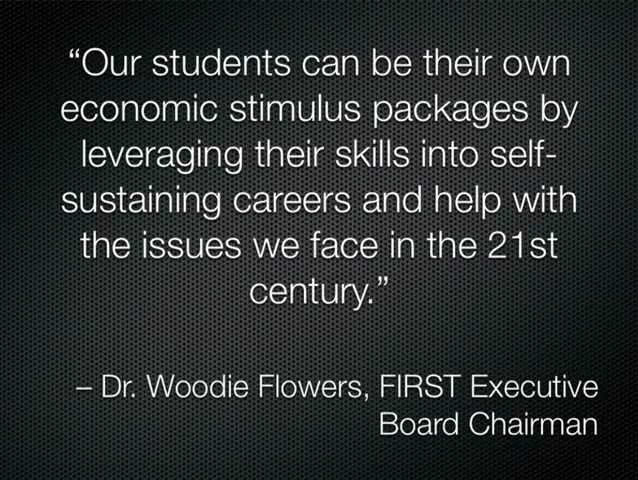 “Our students can be their own
economic stimulus packages by
leveraging their skills into self-
sustaining careers and help with
the issues we face in the 21st
century.”
– Dr. Woodie Flowers, FIRST Executive
Board Chairman